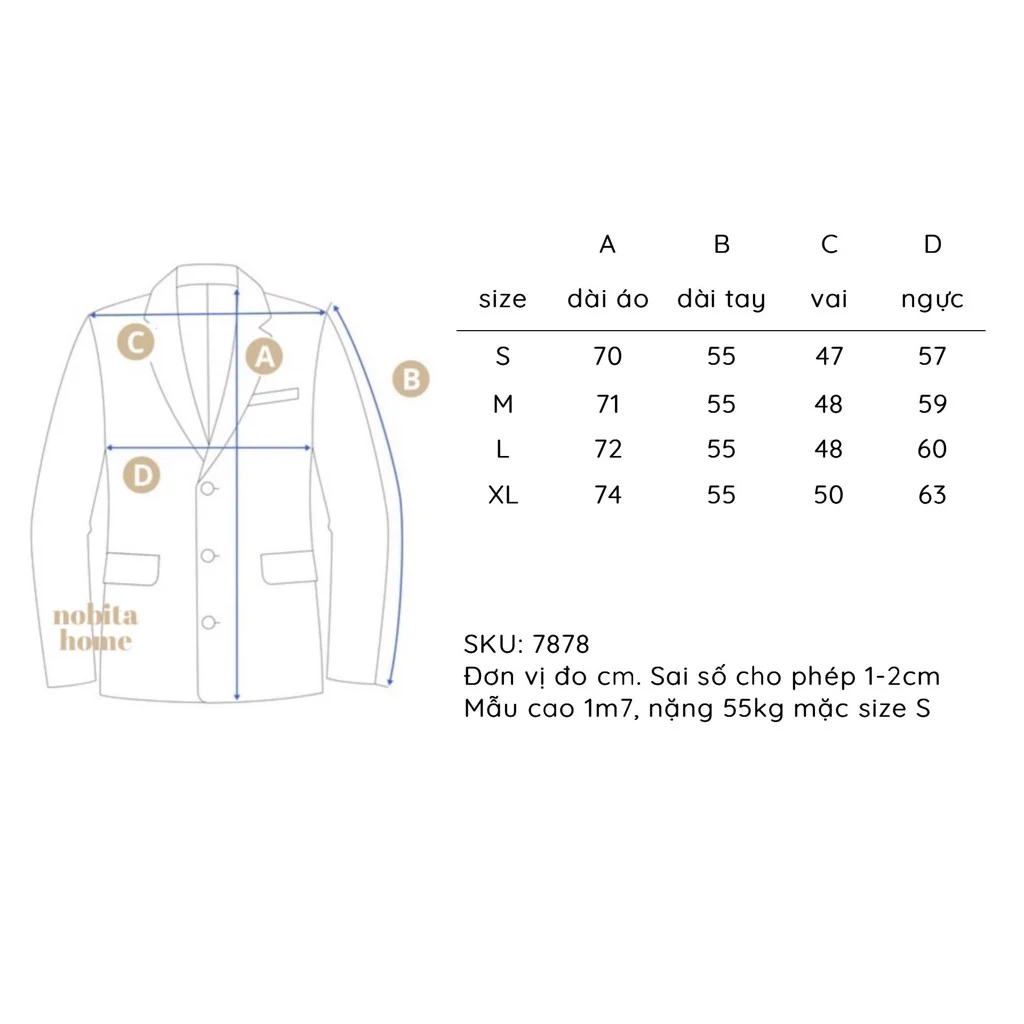 A B C D
size dài áo dài tay vai ngực
S 70 55 47 57
M 71 55 48 59
L 72 55 48 60
XL 74 55 50 63
C
A
B
D
nobita
home
SKU: 7878
Đơn vị đo cm. Sai số cho phép 1-2cm
Mẫu cao 1m7, nặng 55kg mặc size S